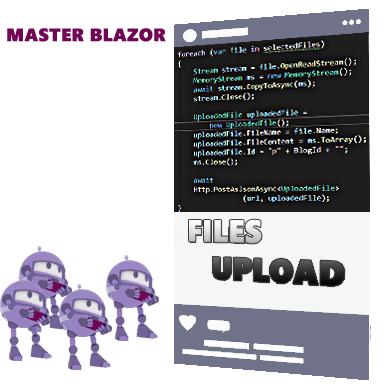 MASTER BLAZOR
foreach (var file in selectedFiles)
{
Stream stream = file.OpenReadStream();
MemoryStream ms = new MemoryStream();
await stream.CopyToAsync(ms);
stream.Close();
UploadedFile uploadedFile =
new UploadedFile();
uploadedFile.FileName = file.Name;
uploadedFile.FileContent = ms.ToArray();
uploadedFile.Id = "p" + BlogId + "";
ms.Close();
await
Http.PostAsJsonAsync<UploadedFile>
(url, uploadedFile);
}
FILES
UPLOAD